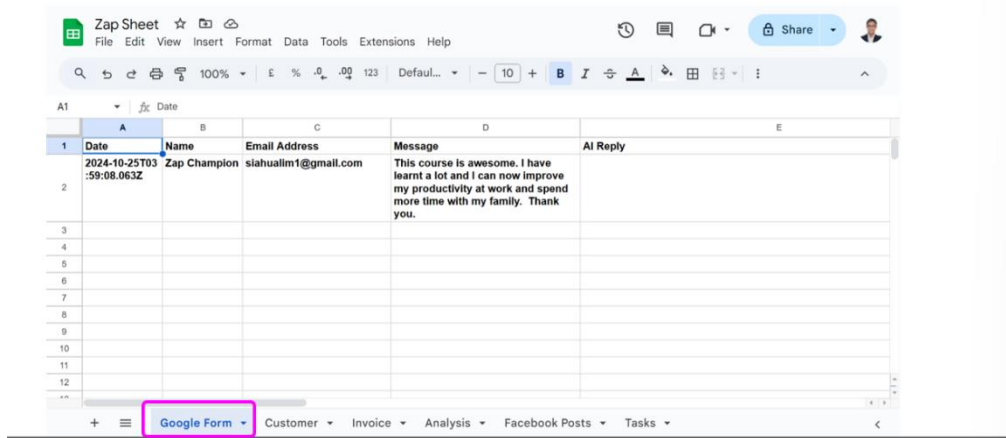 Zap Sheet
Share
File Edit View Insert Format Data Tools Extensions Help
100% £ % .0 .00 123 Defaul... - 10 + B I A
A1 fx Date
A B C D E
1 Date Name Email Address Message AI Reply
2024-10-25T03 Zap Champion siahualim1@gmail.com This course is awesome. I have
:59:08.063Z learnt a lot and I can now improve
2 my productivity at work and spend
more time with my family. Thank
you.
3
4
5
6
7
8
9
10
11
12
+ Google Form Customer Invoice Analysis Facebook Posts Tasks